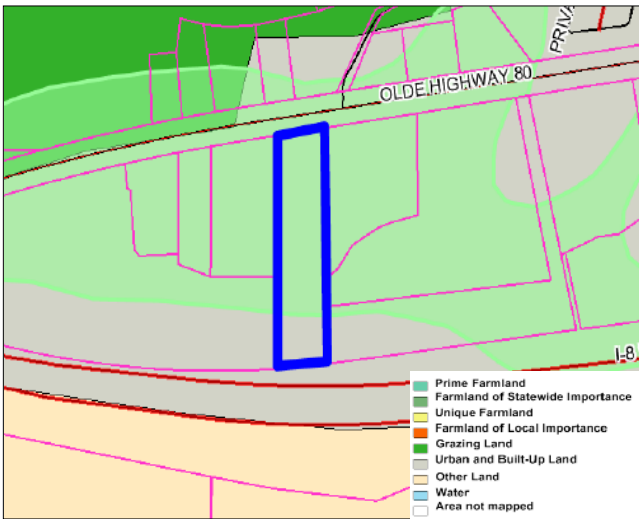 PRIVA
OLDE HIGHWAY 80
I-8
Prime Farmland
Farmland of Statewide Importance
Unique Farmland
Farmland of Local Importance
Grazing Land
Urban and Built-Up Land
Other Land
Water
Area not mapped